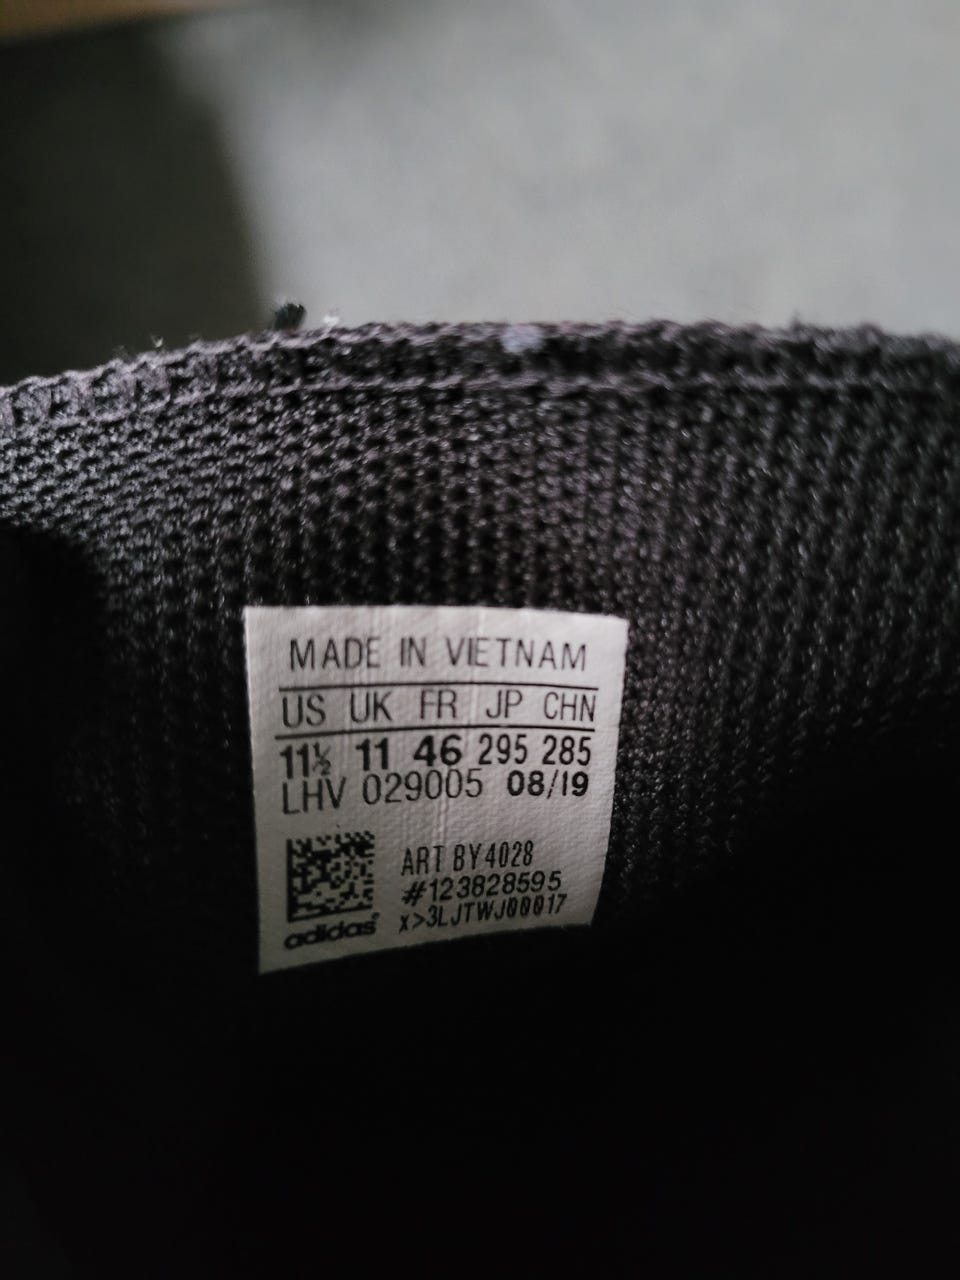 MADE IN VIETNAM
US UK FR JP CHN
11½ 11 46 295 285
LHV 029005 08/19
ART BY4028
#123828595
x>3LJTWJ00017
adidas